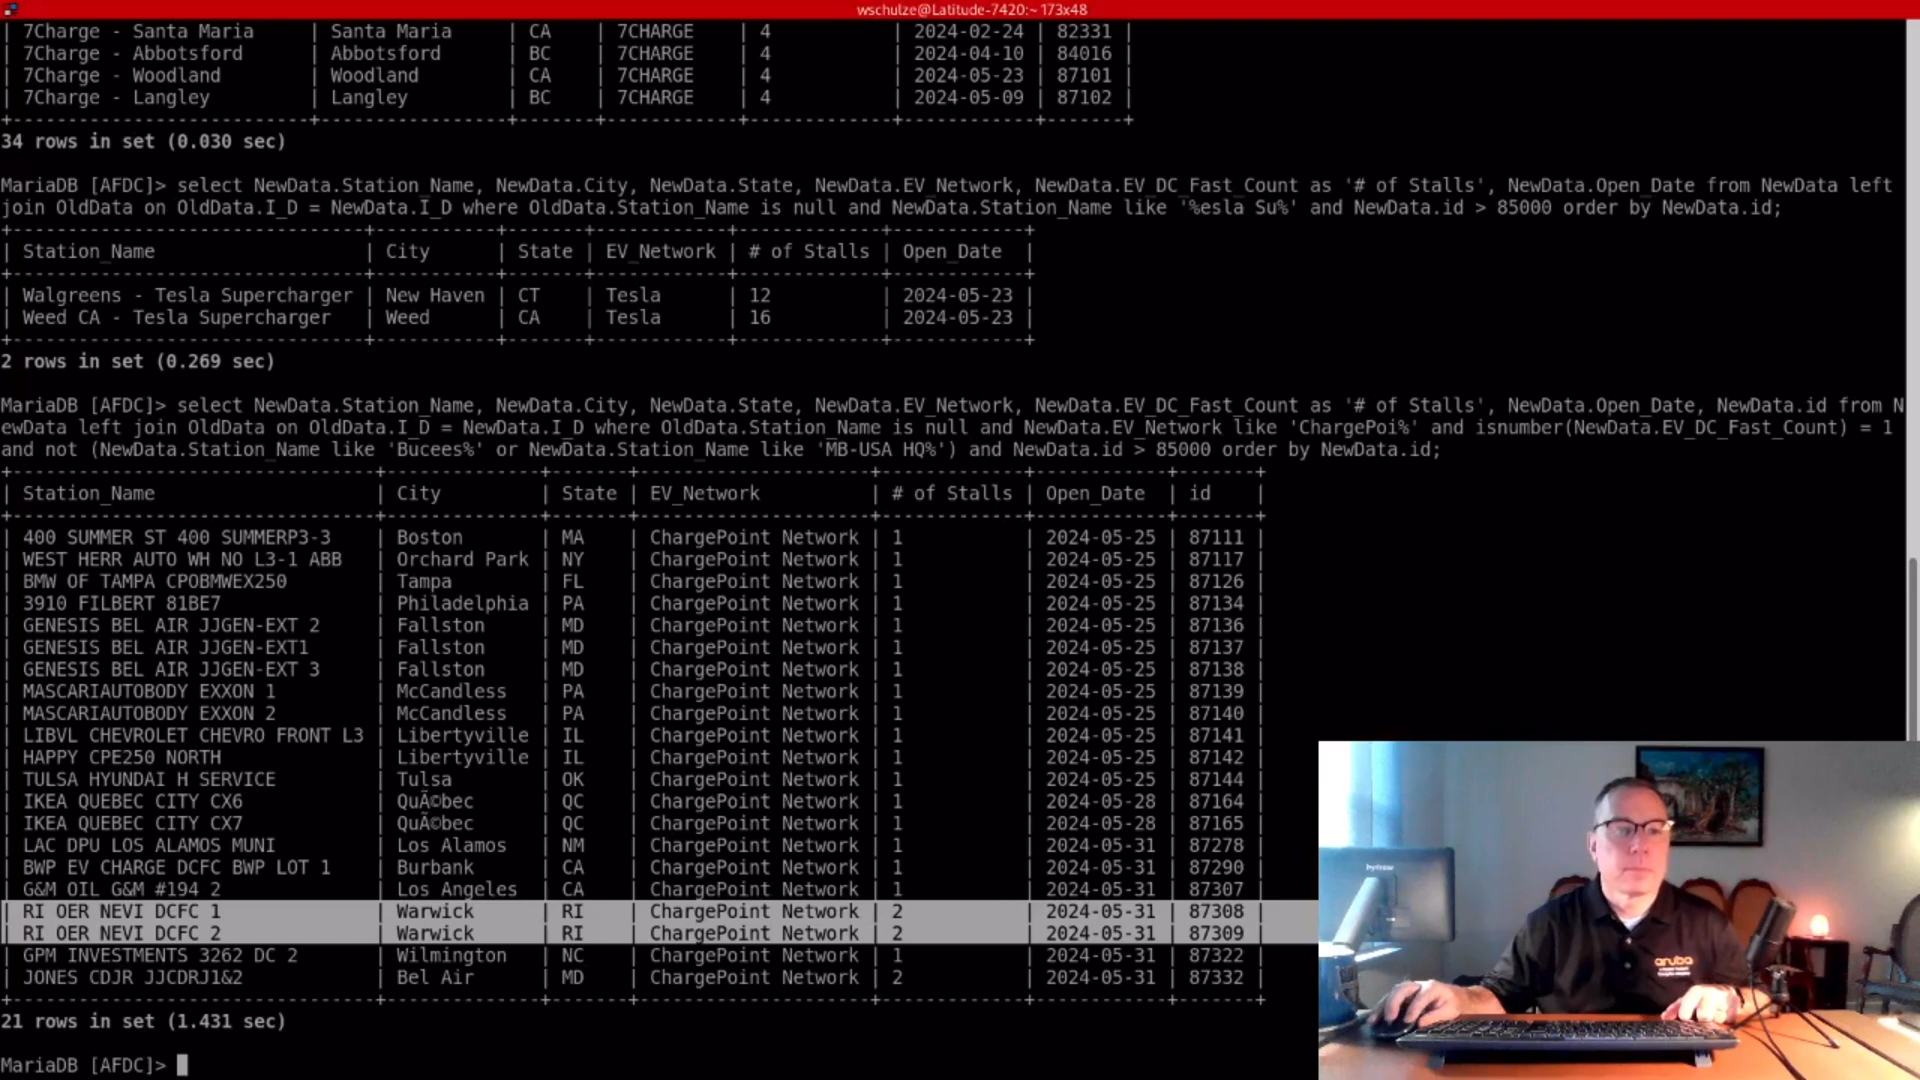 wschulze@Latitude-7420:~ 173x48
| 7Charge - Santa Maria | Santa Maria | CA | 7CHARGE | 4 | 2024-02-24 | 82331 |
| 7Charge - Abbotsford | Abbotsford | BC | 7CHARGE | 4 | 2024-04-10 | 84016 |
| 7Charge - Woodland | Woodland | CA | 7CHARGE | 4 | 2024-05-23 | 87101 |
| 7Charge - Langley | Langley | BC | 7CHARGE | 4 | 2024-05-09 | 87102 |
34 rows in set (0.030 sec)
MariaDB [AFDC]> select NewData.Station_Name, NewData.City, NewData.State, NewData.EV_Network, NewData.EV_DC_Fast_Count as '# of Stalls', NewData.Open_Date from NewData left
join OldData on OldData.I_D = NewData.I_D where OldData.Station_Name is null and NewData.Station_Name like '%esla Su%' and NewData.id > 85000 order by NewData.id;
| Station_Name | City | State | EV_Network | # of Stalls | Open_Date |
| Walgreens - Tesla Supercharger | New Haven | CT | Tesla | 12 | 2024-05-23 |
| Weed CA - Tesla Supercharger | Weed | CA | Tesla | 16 | 2024-05-23 |
2 rows in set (0.269 sec)
MariaDB [AFDC]> select NewData.Station_Name, NewData.City, NewData.State, NewData.EV_Network, NewData.EV_DC_Fast_Count as '# of Stalls', NewData.Open_Date, NewData.id from N
ewData left join OldData on OldData.I_D = NewData.I_D where OldData.Station_Name is null and NewData.EV_Network like 'ChargePoi%' and isnumber(NewData.EV_DC_Fast_Count) = 1
and not (NewData.Station_Name like 'Bucees%' or NewData.Station_Name like 'MB-USA HQ%') and NewData.id > 85000 order by NewData.id;
| Station_Name | City | State | EV_Network | # of Stalls | Open_Date | id |
| 400 SUMMER ST 400 SUMMERP3-3 | Boston | MA | ChargePoint Network | 1 | 2024-05-25 | 87111 |
| WEST HERR AUTO WH NO L3-1 ABB | Orchard Park | NY | ChargePoint Network | 1 | 2024-05-25 | 87117 |
| BMW OF TAMPA CPOBMWEX250 | Tampa | FL | ChargePoint Network | 1 | 2024-05-25 | 87126 |
| 3910 FILBERT 81BE7 | Philadelphia | PA | ChargePoint Network | 1 | 2024-05-25 | 87134 |
| GENESIS BEL AIR JJGEN-EXT 2 | Fallston | MD | ChargePoint Network | 1 | 2024-05-25 | 87136 |
| GENESIS BEL AIR JJGEN-EXT1 | Fallston | MD | ChargePoint Network | 1 | 2024-05-25 | 87137 |
| GENESIS BEL AIR JJGEN-EXT 3 | Fallston | MD | ChargePoint Network | 1 | 2024-05-25 | 87138 |
| MASCARIAUTOBODY EXXON 1 | McCandless | PA | ChargePoint Network | 1 | 2024-05-25 | 87139 |
| MASCARIAUTOBODY EXXON 2 | McCandless | PA | ChargePoint Network | 1 | 2024-05-25 | 87140 |
| LIBVL CHEVROLET CHEVRO FRONT L3 | Libertyville | IL | ChargePoint Network | 1 | 2024-05-25 | 87141 |
| HAPPY CPE250 NORTH | Libertyville | IL | ChargePoint Network | 1 | 2024-05-25 | 87142 |
| TULSA HYUNDAI H SERVICE | Tulsa | OK | ChargePoint Network | 1 | 2024-05-25 | 87144 |
| IKEA QUEBEC CITY CX6 | QuÃ©bec | QC | ChargePoint Network | 1 | 2024-05-28 | 87164 |
| IKEA QUEBEC CITY CX7 | QuÃ©bec | QC | ChargePoint Network | 1 | 2024-05-28 | 87165 |
| LAC DPU LOS ALAMOS MUNI | Los Alamos | NM | ChargePoint Network | 1 | 2024-05-31 | 87278 |
| BWP EV CHARGE DCFC BWP LOT 1 | Burbank | CA | ChargePoint Network | 1 | 2024-05-31 | 87290 |
| G&M OIL G&M #194 2 | Los Angeles | CA | ChargePoint Network | 1 | 2024-05-31 | 87307 |
| RI OER NEVI DCFC 1 | Warwick | RI | ChargePoint Network | 2 | 2024-05-31 | 87308 |
| RI OER NEVI DCFC 2 | Warwick | RI | ChargePoint Network | 2 | 2024-05-31 | 87309 |
| GPM INVESTMENTS 3262 DC 2 | Wilmington | NC | ChargePoint Network | 1 | 2024-05-31 | 87322 |
| JONES CDJR JJCDRJ1&2 | Bel Air | MD | ChargePoint Network | 2 | 2024-05-31 | 87332 |
21 rows in set (1.431 sec)
MariaDB [AFDC]>
aruba